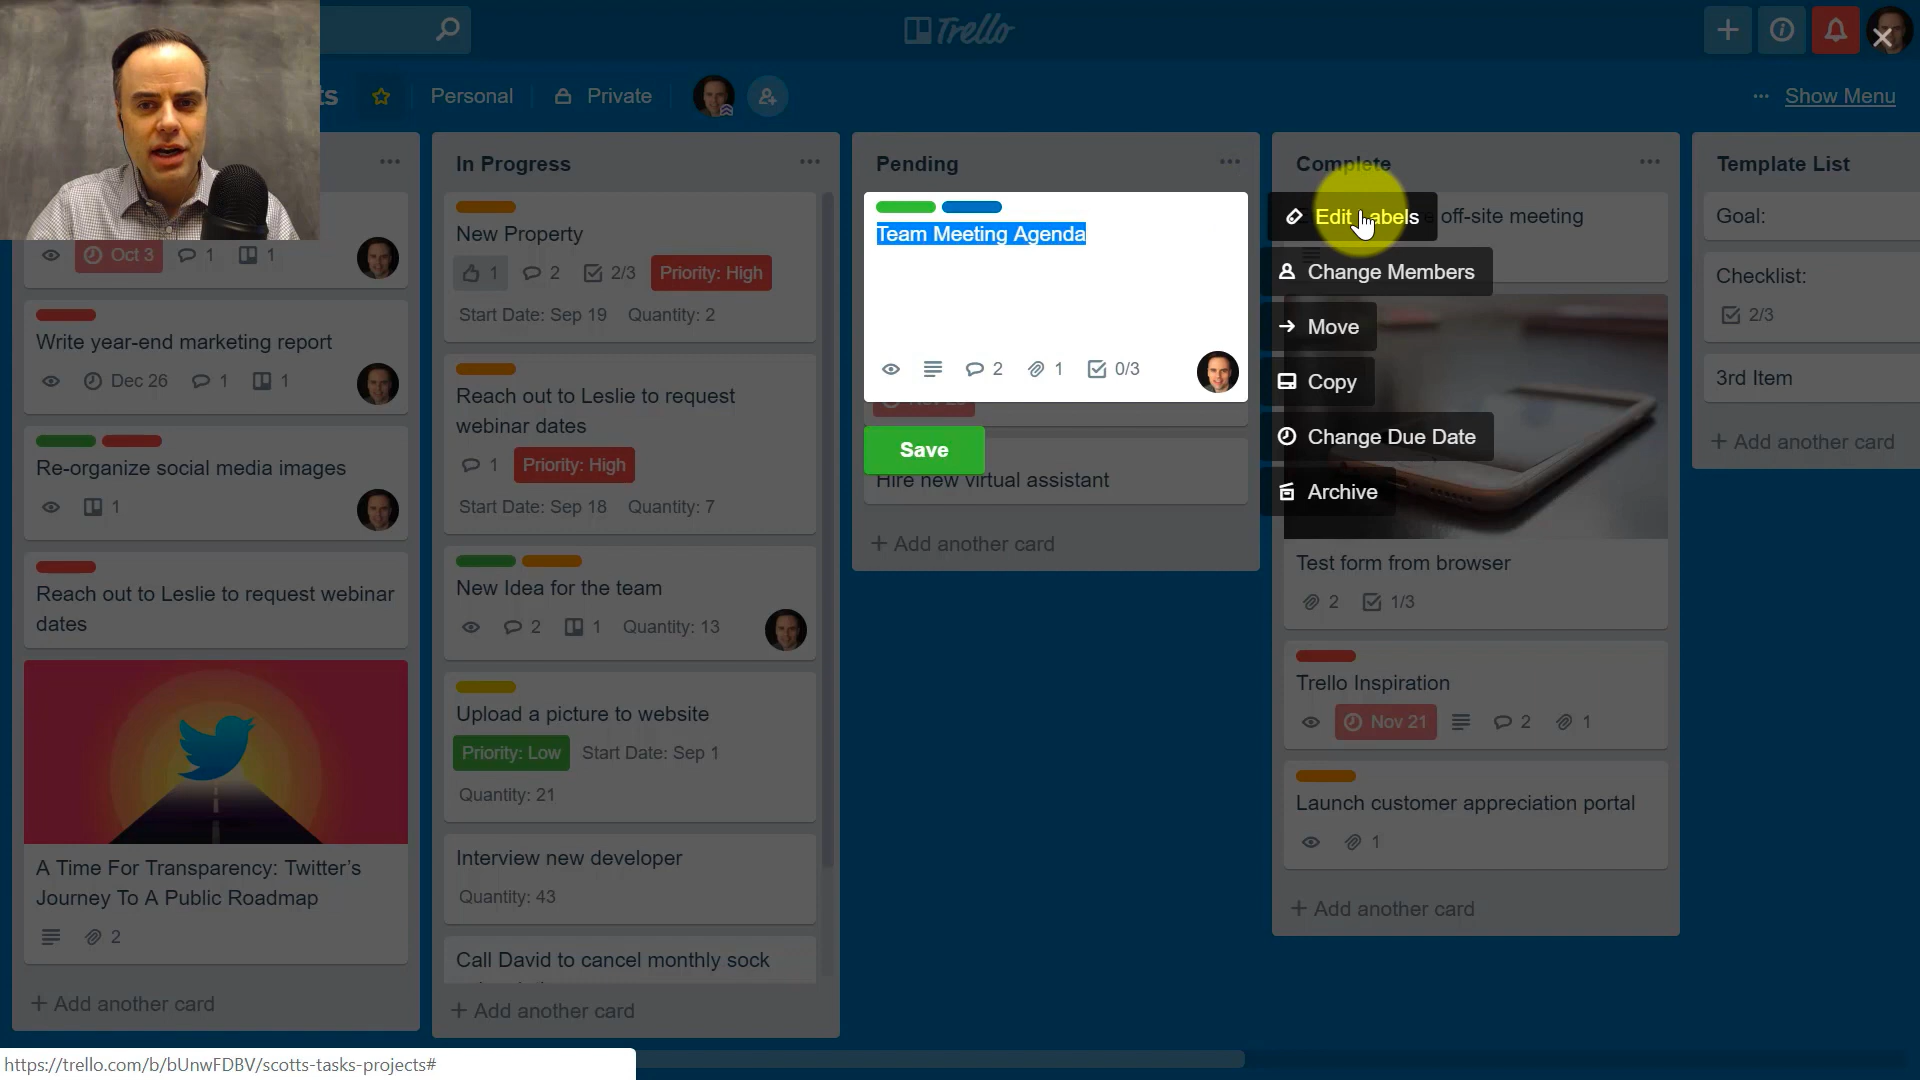 Trello
ts
Personal
Private
Show Menu
Oct 3
1
1
Write year-end marketing report
Dec 26
1
1
Re-organize social media images
1
Reach out to Leslie to request webinar
dates
A Time For Transparency: Twitter’s
Journey To A Public Roadmap
2
+ Add another card
In Progress
New Property
1
2
2/3
Priority: High
Start Date: Sep 19
Quantity: 2
Reach out to Leslie to request
webinar dates
1
Priority: High
Start Date: Sep 18
Quantity: 7
New Idea for the team
2
1
Quantity: 13
Upload a picture to website
Priority: Low
Start Date: Sep 1
Quantity: 21
Interview new developer
Quantity: 43
Call David to cancel monthly sock
+ Add another card
Pending
Team Meeting Agenda
2
1
0/3
Save
Hire new virtual assistant
+ Add another card
Edit Labels
Change Members
Move
Copy
Change Due Date
Archive
Complete
off-site meeting
Test form from browser
2
1/3
Trello Inspiration
Nov 21
2
1
Launch customer appreciation portal
1
+ Add another card
Template List
Goal:
Checklist:
2/3
3rd Item
+ Add another card
https://trello.com/b/bUnwFDBV/scotts-tasks-projects#